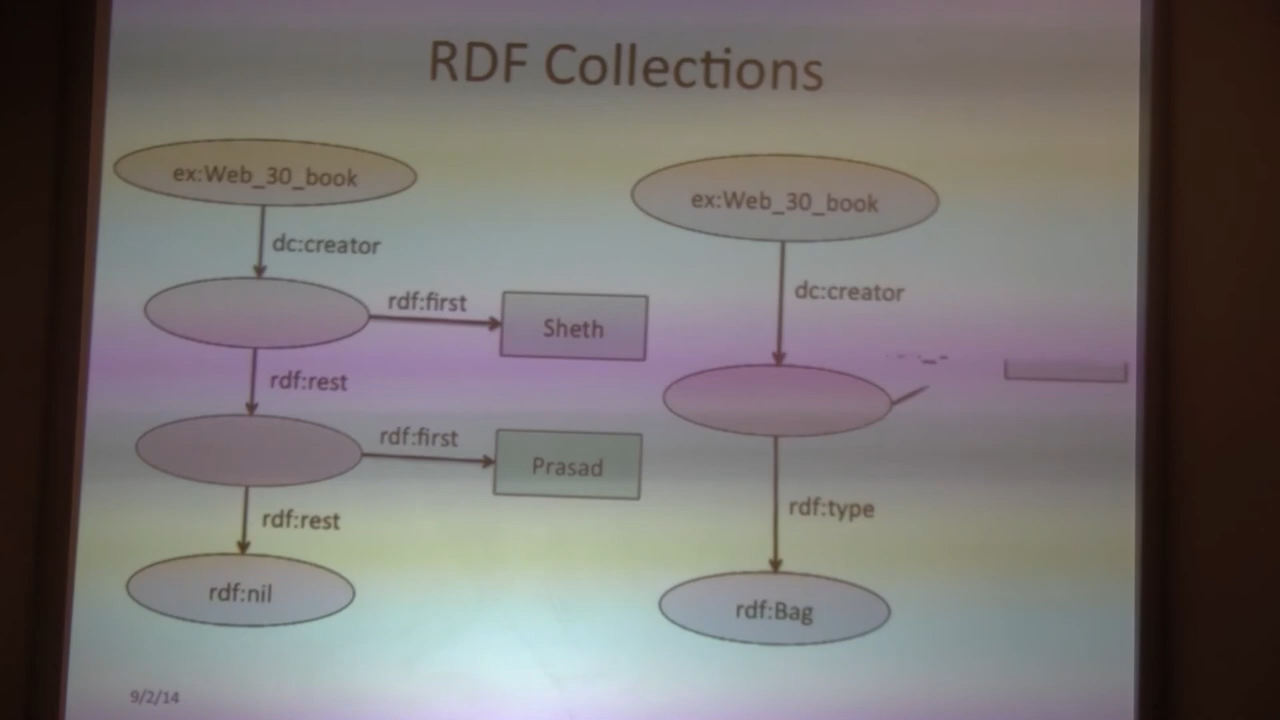 RDF Collections
ex:Web_30_book
dc:creator
rdf:first
Sheth
rdf:rest
rdf:first
Prasad
rdf:rest
rdf:nil
ex:Web_30_book
dc:creator
rdf:type
rdf:Bag
9/2/14